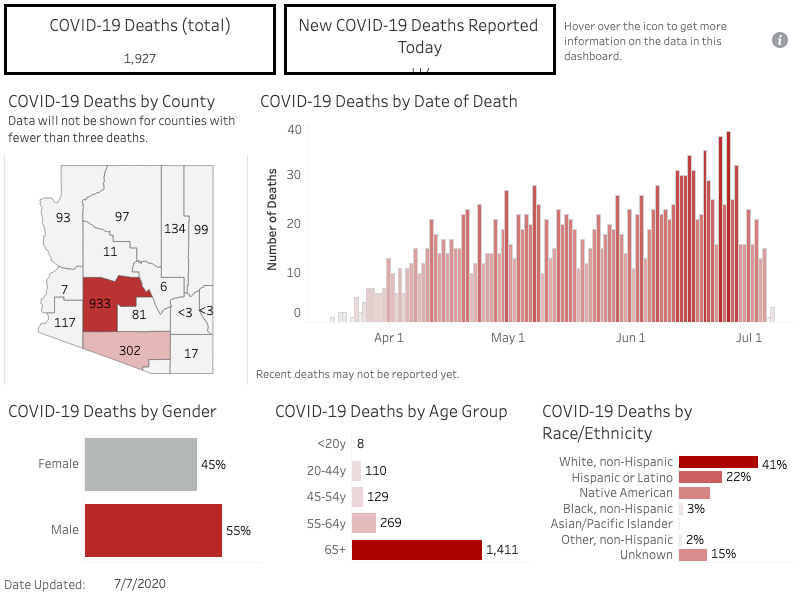 COVID-19 Deaths (total)
1,927
New COVID-19 Deaths Reported
Today
Hover over the icon to get more
information on the data in this
dashboard.
i
COVID-19 Deaths by County
Data will not be shown for counties with
fewer than three deaths.
93
97
134
99
11
7
933
6
81
<3
<3
117
302
17
COVID-19 Deaths by Date of Death
Number of Deaths
40
30
20
10
0
Apr 1
May 1
Jun 1
Jul 1
Recent deaths may not be reported yet.
COVID-19 Deaths by Gender
Female
45%
Male
55%
COVID-19 Deaths by Age Group
<20y 8
20-44y 110
45-54y 129
55-64y 269
65+ 1,411
COVID-19 Deaths by
Race/Ethnicity
White, non-Hispanic 41%
Hispanic or Latino 22%
Native American
Black, non-Hispanic 3%
Asian/Pacific Islander
Other, non-Hispanic 2%
Unknown 15%
Date Updated: 7/7/2020